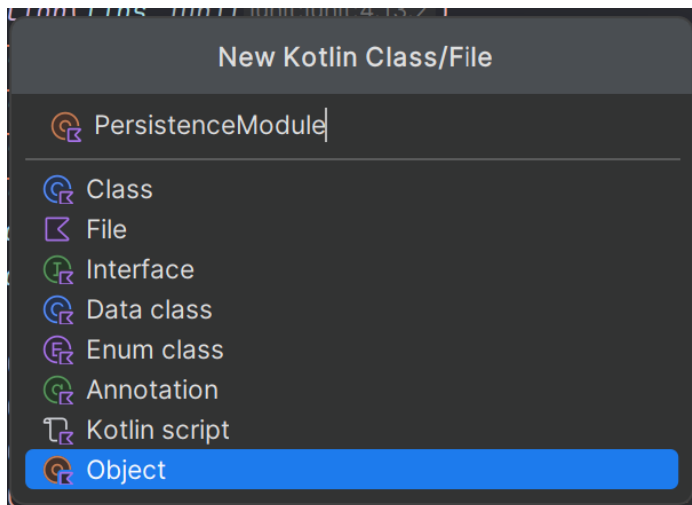 New Kotlin Class/File
PersistenceModule
Class
File
Interface
Data class
Enum class
Annotation
Kotlin script
Object